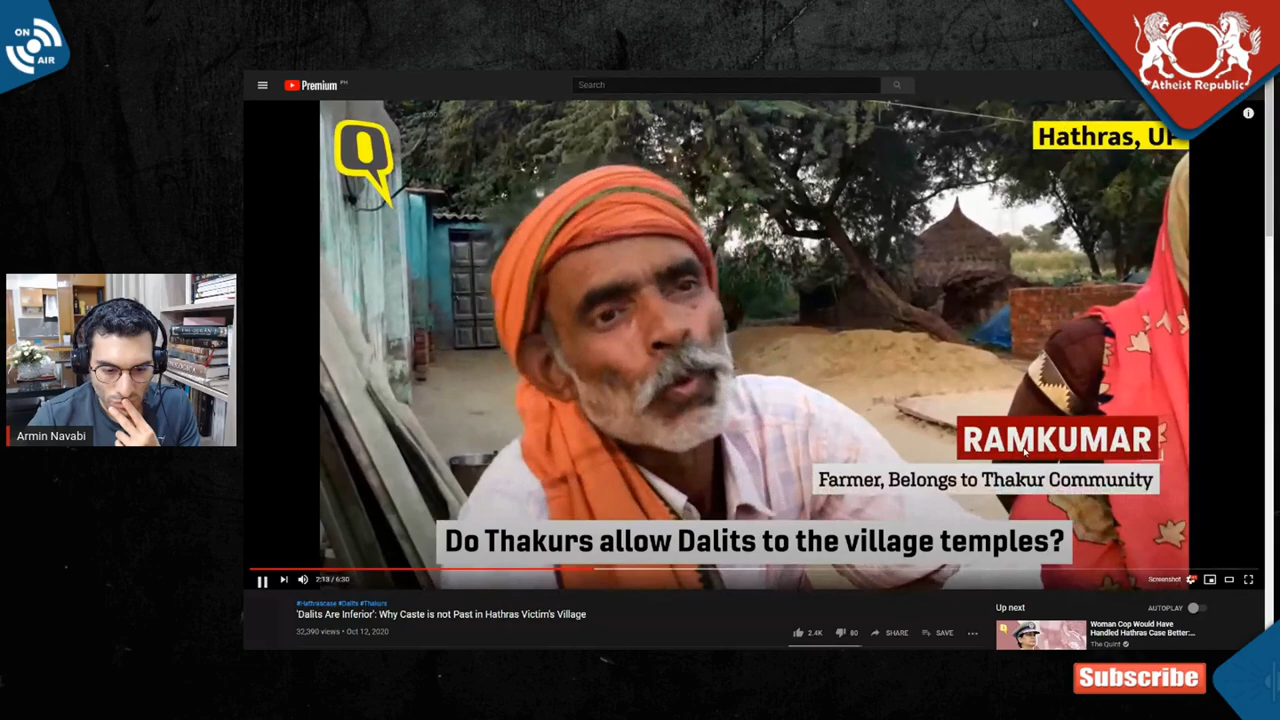 ON
AIR
Premium PH
Search
Atheist Republic
Hathras, UP
Q
Armin Navabi
RAMKUMAR
Farmer, Belongs to Thakur Community
Do Thakurs allow Dalits to the village temples?
2:13 / 6:30
Screenshot
#Hathrascase #Dalits #Thakurs
'Dalits Are Inferior': Why Caste is not Past in Hathras Victim's Village
32,390 views • Oct 12, 2020
2.4K
80
SHARE
SAVE
Up next
AUTOPLAY
Woman Cop Would Have
Handled Hathras Case Better:...
The Quint
Subscribe